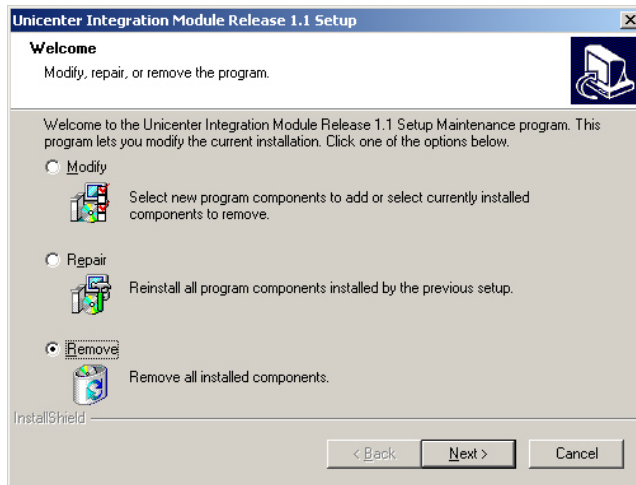 Unicenter Integration Module Release 1.1 Setup
Welcome
Modify, repair, or remove the program.
Welcome to the Unicenter Integration Module Release 1.1 Setup Maintenance program. This
program lets you modify the current installation. Click one of the options below.
Modify
Select new program components to add or select currently installed
components to remove.
Repair
Reinstall all program components installed by the previous setup.
Remove
Remove all installed components.
InstallShield
< Back
Next >
Cancel